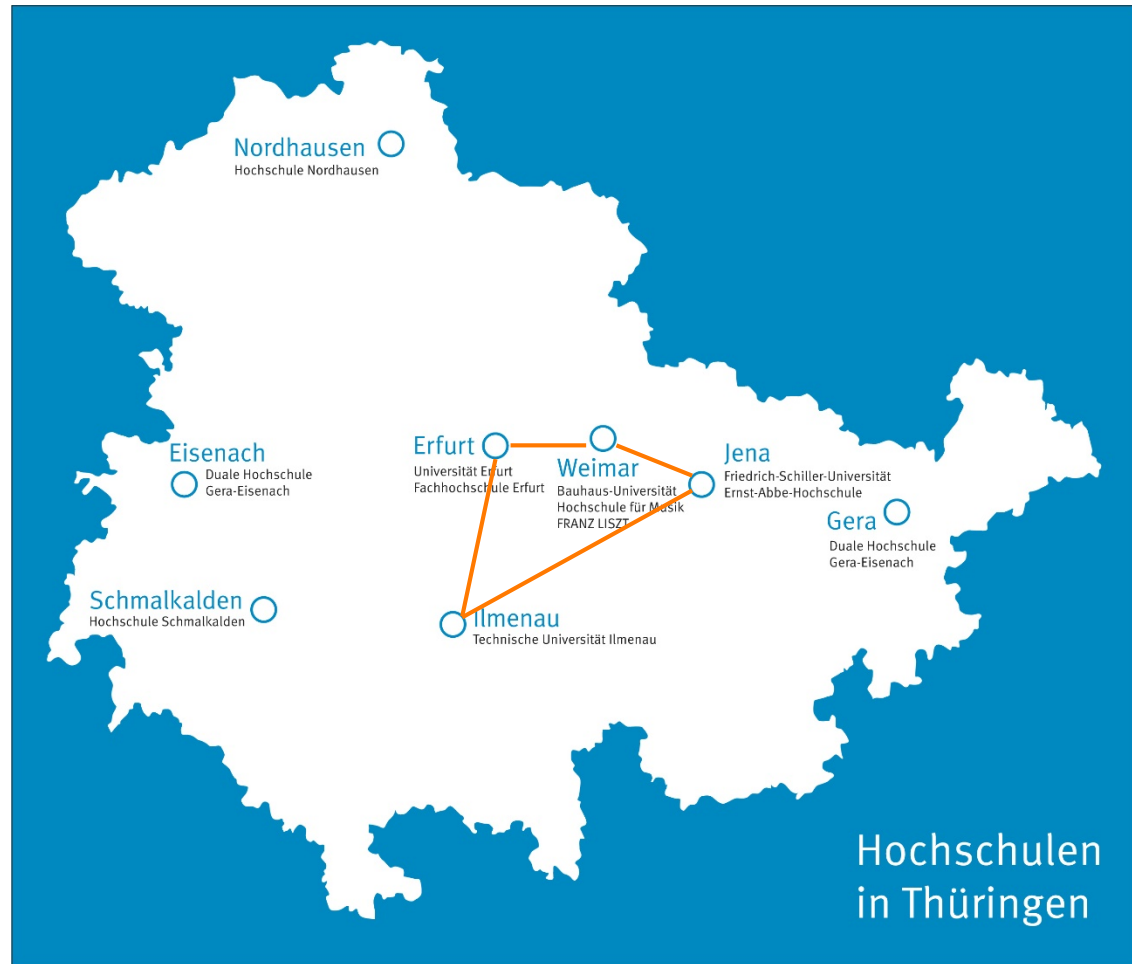 Nordhausen
Hochschule Nordhausen
Eisenach
Duale Hochschule
Gera-Eisenach
Erfurt
Universität Erfurt
Fachhochschule Erfurt
Weimar
Bauhaus-Universität
Hochschule für Musik
FRANZ LISZT
Jena
Friedrich-Schiller-Universität
Ernst-Abbe-Hochschule
Gera
Duale Hochschule
Gera-Eisenach
Schmalkalden
Hochschule Schmalkalden
Ilmenau
Technische Universität Ilmenau
Hochschulen
in Thüringen